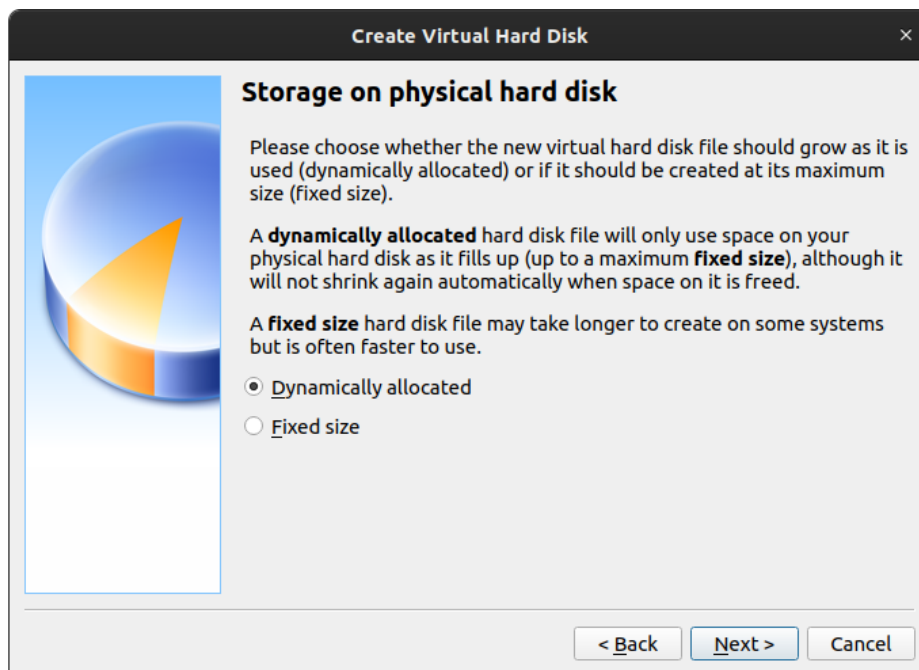 Create Virtual Hard Disk
×
Storage on physical hard disk
Please choose whether the new virtual hard disk file should grow as it is
used (dynamically allocated) or if it should be created at its maximum
size (fixed size).
A dynamically allocated hard disk file will only use space on your
physical hard disk as it fills up (up to a maximum fixed size), although it
will not shrink again automatically when space on it is freed.
A fixed size hard disk file may take longer to create on some systems
but is often faster to use.
Dynamically allocated
Fixed size
< Back Next > Cancel